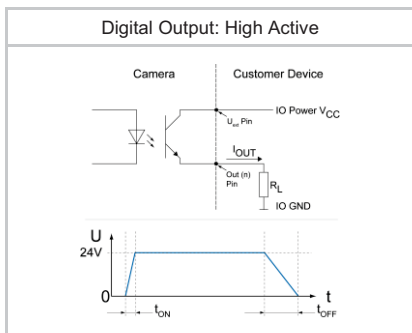 Digital Output: High Active
Camera
Customer Device
IO Power VCC
Uext Pin
IOUT
Out (n)
Pin
RL
IO GND
U
24V
0
t
tON
tOFF